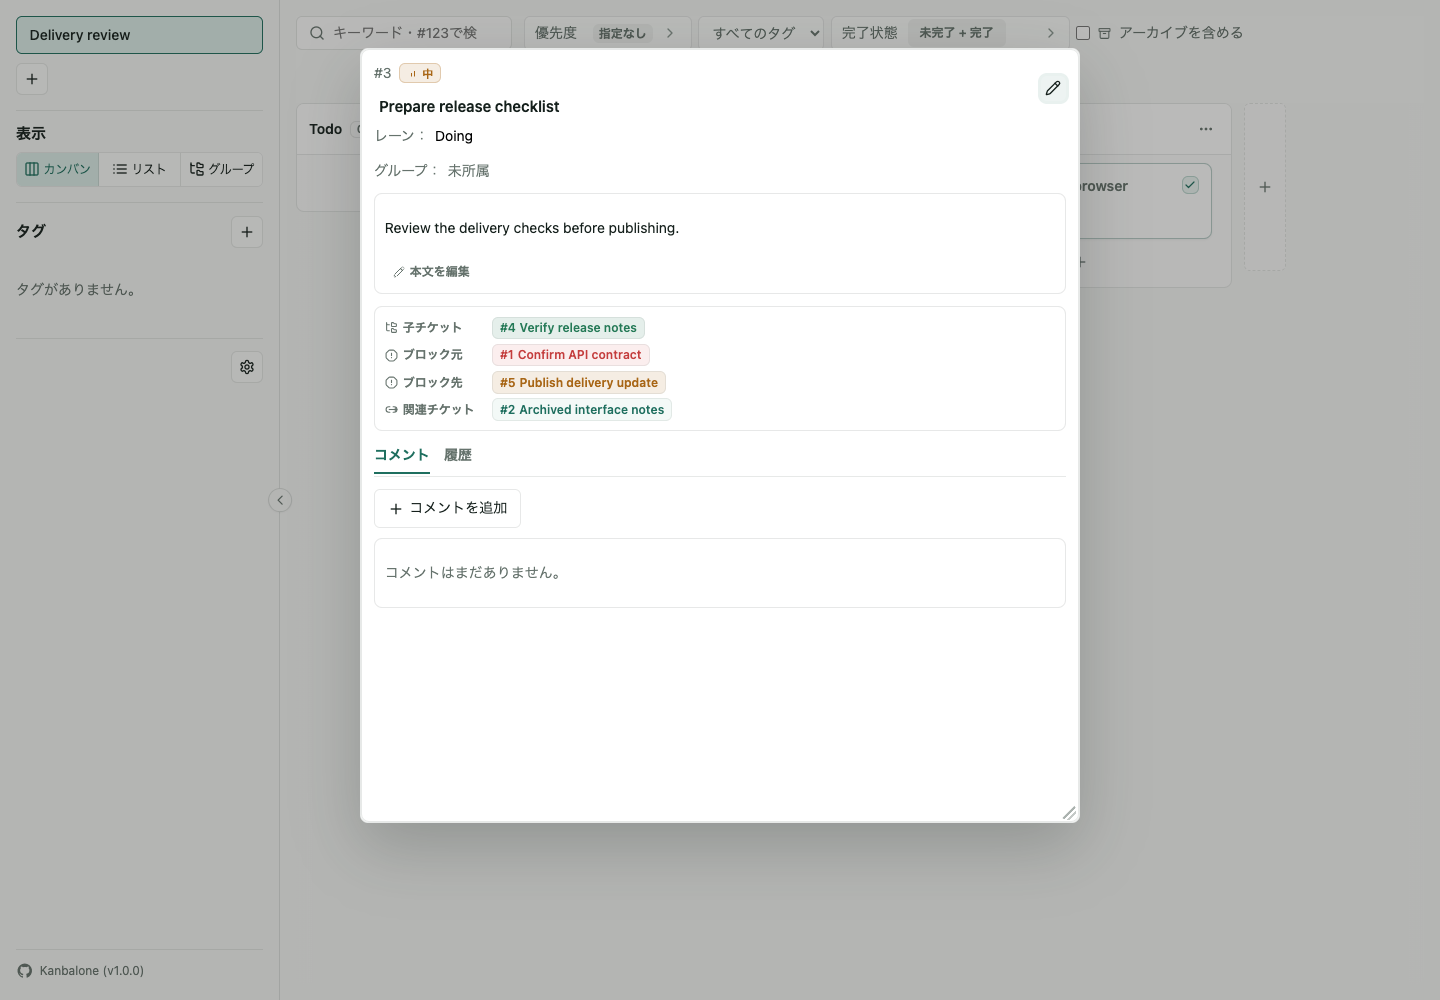 Delivery review
キーワード・#123で検
優先度 指定なし
すべてのタグ
完了状態 未完了 + 完了
アーカイブを含める
表示
カンバン
リスト
グループ
タグ
タグがありません。
Kanbalone (v1.0.0)
Todo
browser
#3 中
Prepare release checklist
レーン： Doing
グループ： 未所属
Review the delivery checks before publishing.
本文を編集
子チケット #4 Verify release notes
ブロック元 #1 Confirm API contract
ブロック先 #5 Publish delivery update
関連チケット #2 Archived interface notes
コメント 履歴
コメントを追加
コメントはまだありません。